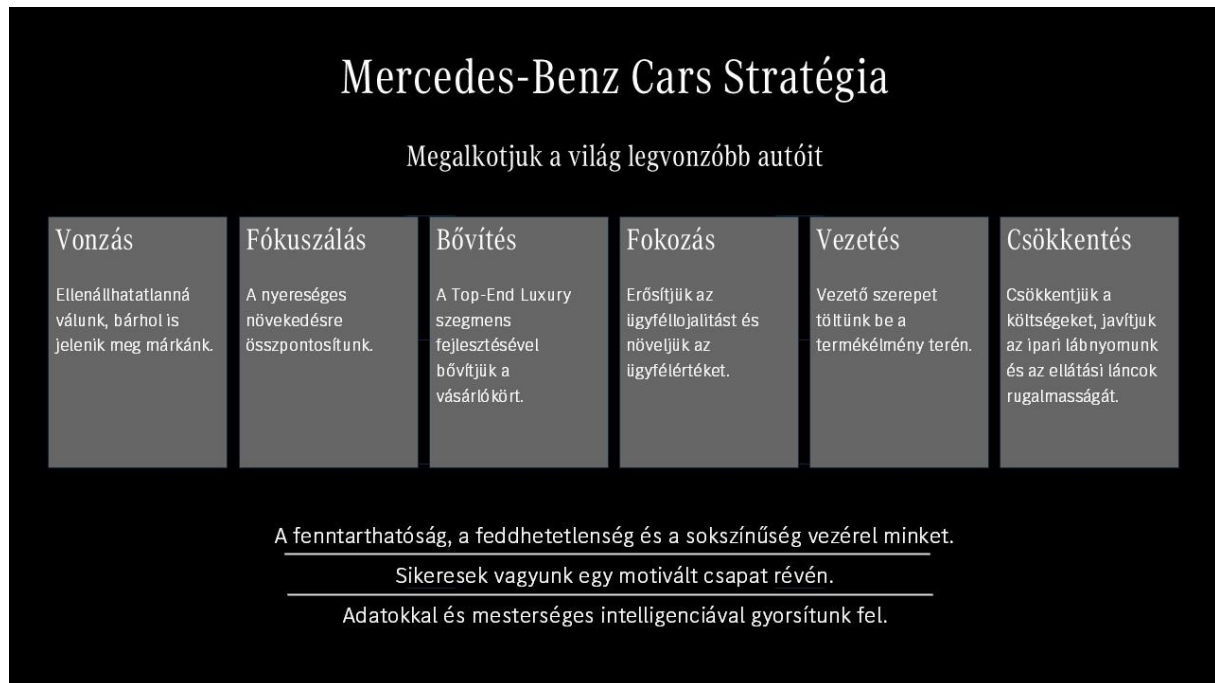 Mercedes-Benz Cars Stratégia
Megalkotjuk a világ legvonzóbb autóit
Vonzás
Ellenállhatatlanná
válunk, bárhol is
jelenik meg márkánk.
Fókuszálás
A nyereséges
növekedésre
összpontosítunk.
Bővítés
A Top-End Luxury
szegmens
fejlesztésével
bővítjük a
vásárlókört.
Fokozás
Erősítjük az
ügyféllojalitást és
növeljük az
ügyfélértéket.
Vezetés
Vezető szerepet
töltünk be a
termékélmény terén.
Csökkentés
Csökkentjük a
költségeket, javítjuk
az ipari lábnyomunk
és az ellátási láncok
rugalmasságát.
A fenntarthatóság, a feddhetetlenség és a sokszínűség vezérel minket.
Sikeresek vagyunk egy motivált csapat révén.
Adatokkal és mesterséges intelligenciával gyorsítunk fel.